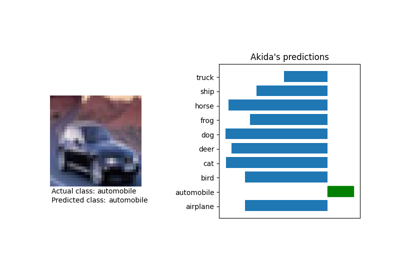 Akida's predictions
truck
ship
horse
frog
dog
deer
cat
bird
automobile
airplane
Actual class: automobile
Predicted class: automobile